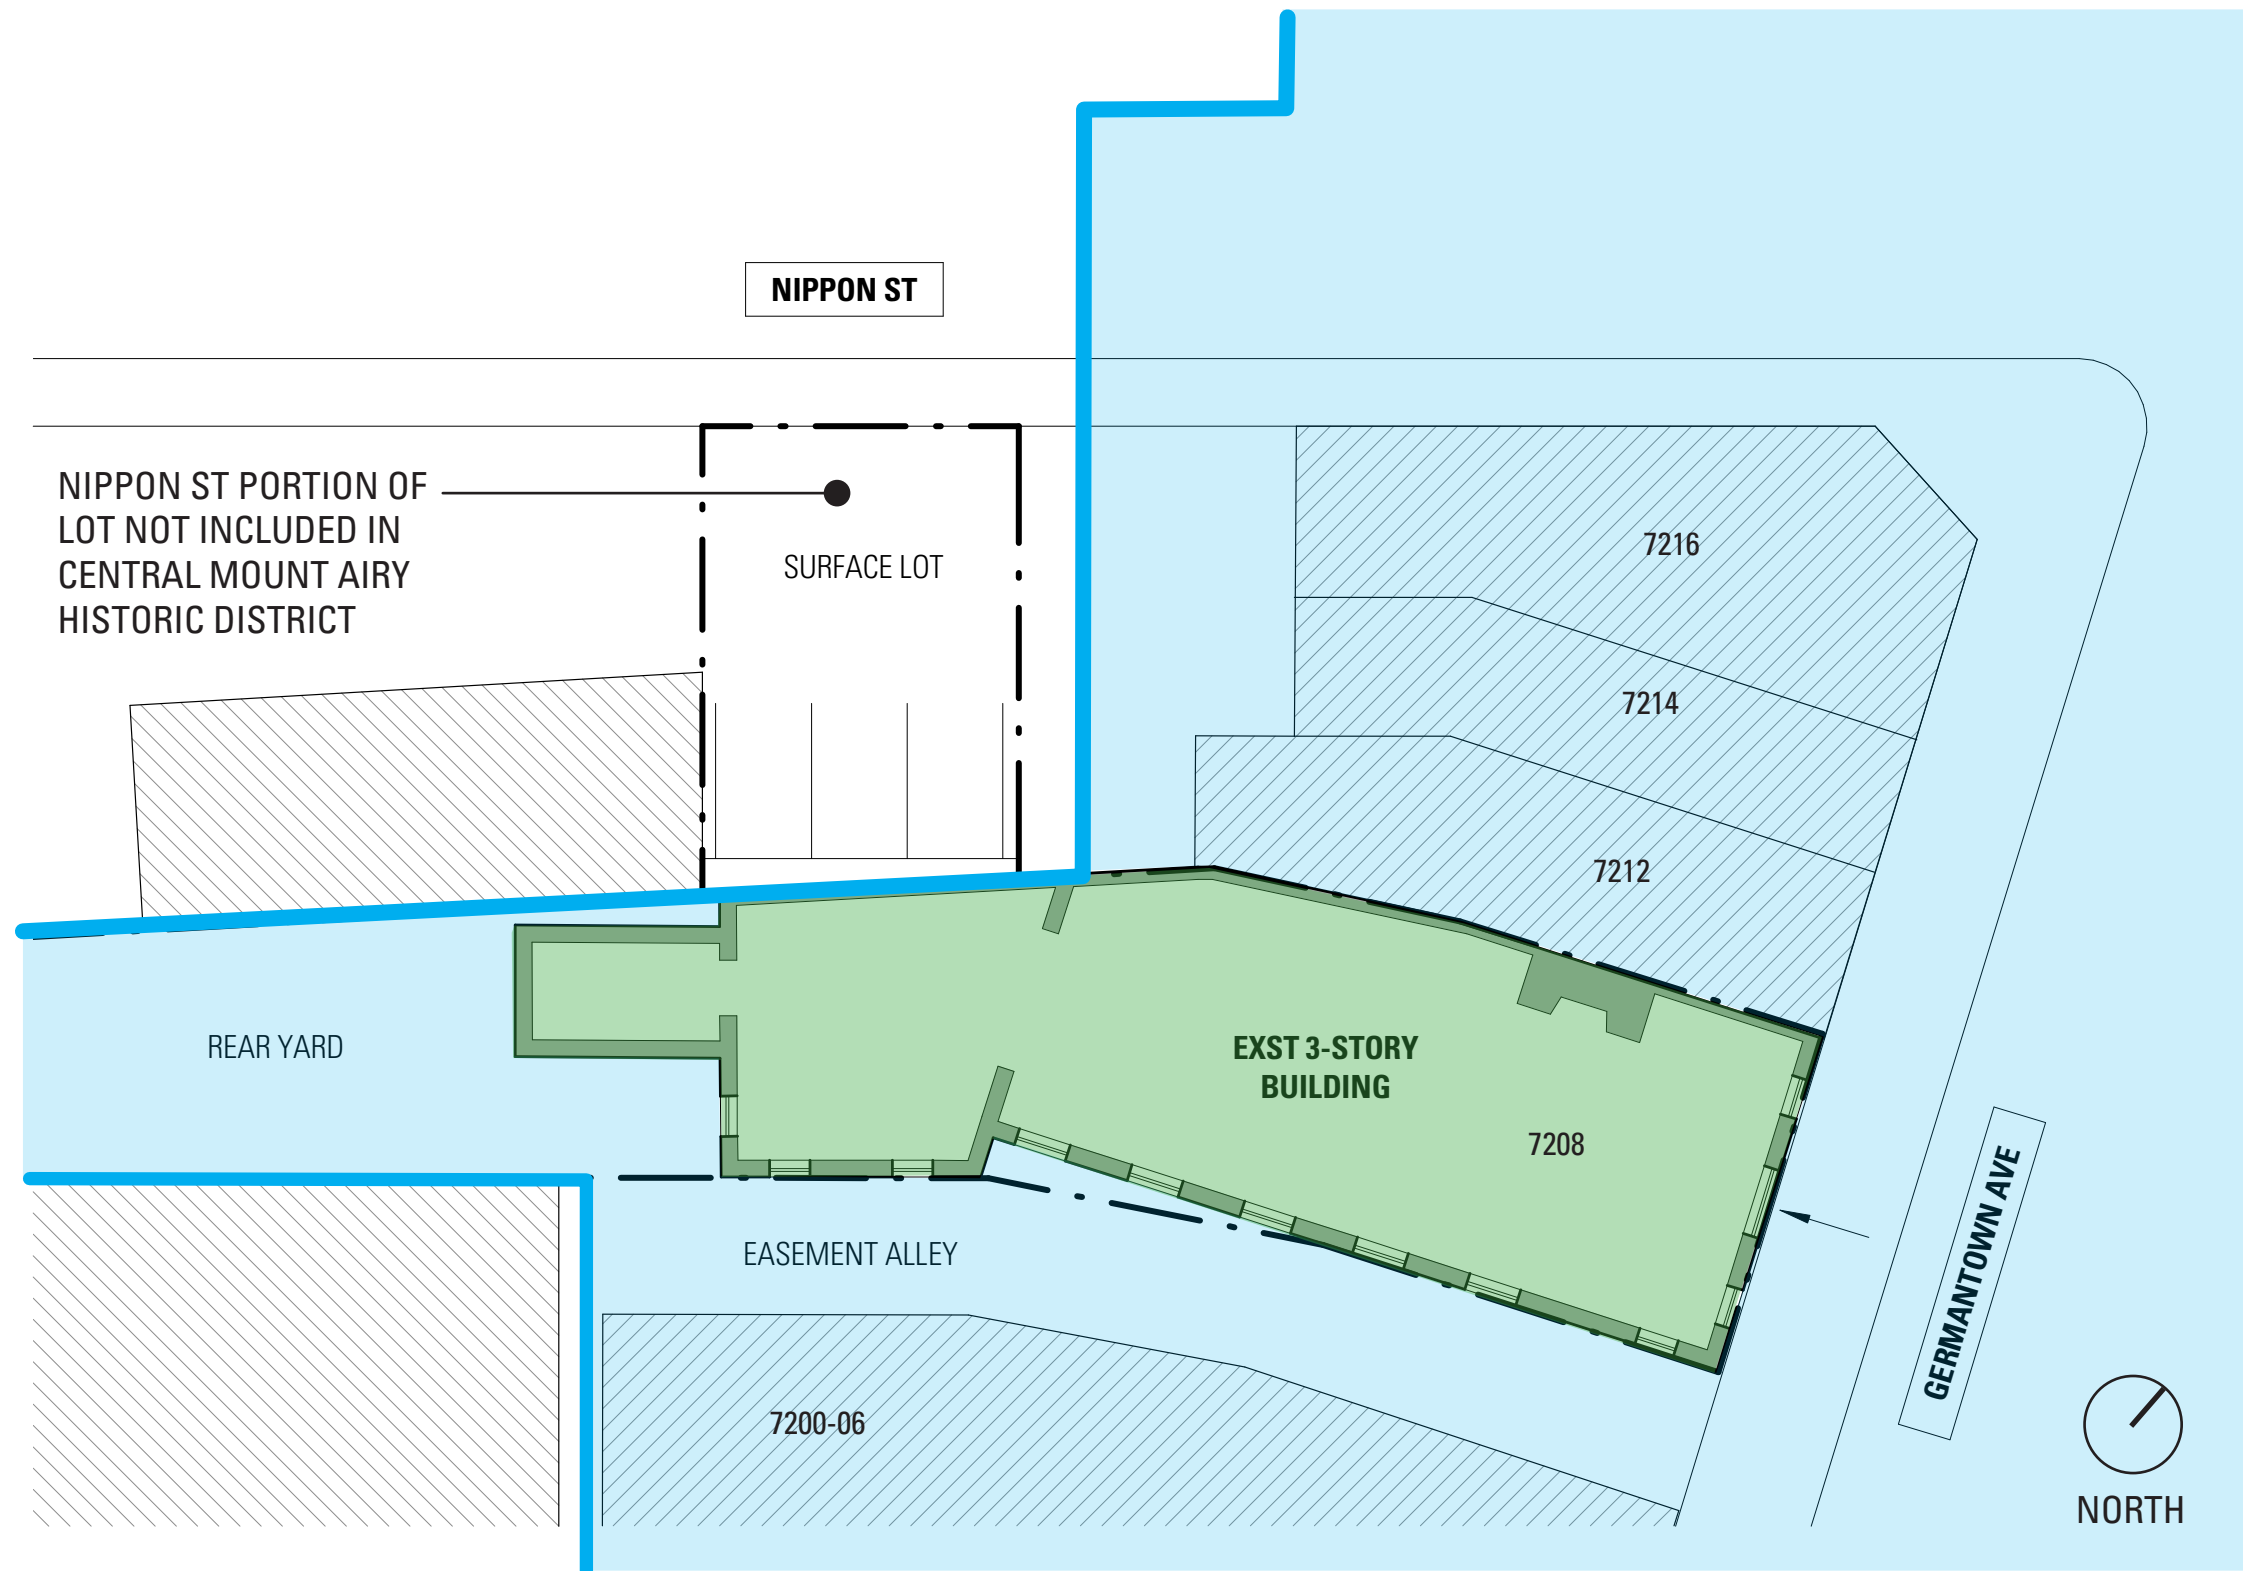 NIPPON ST
NIPPON ST PORTION OF
LOT NOT INCLUDED IN
CENTRAL MOUNT AIRY
HISTORIC DISTRICT
SURFACE LOT
7216
7214
7212
REAR YARD
EXST 3-STORY
BUILDING
7208
EASEMENT ALLEY
GERMANTOWN AVE
7200-06
NORTH